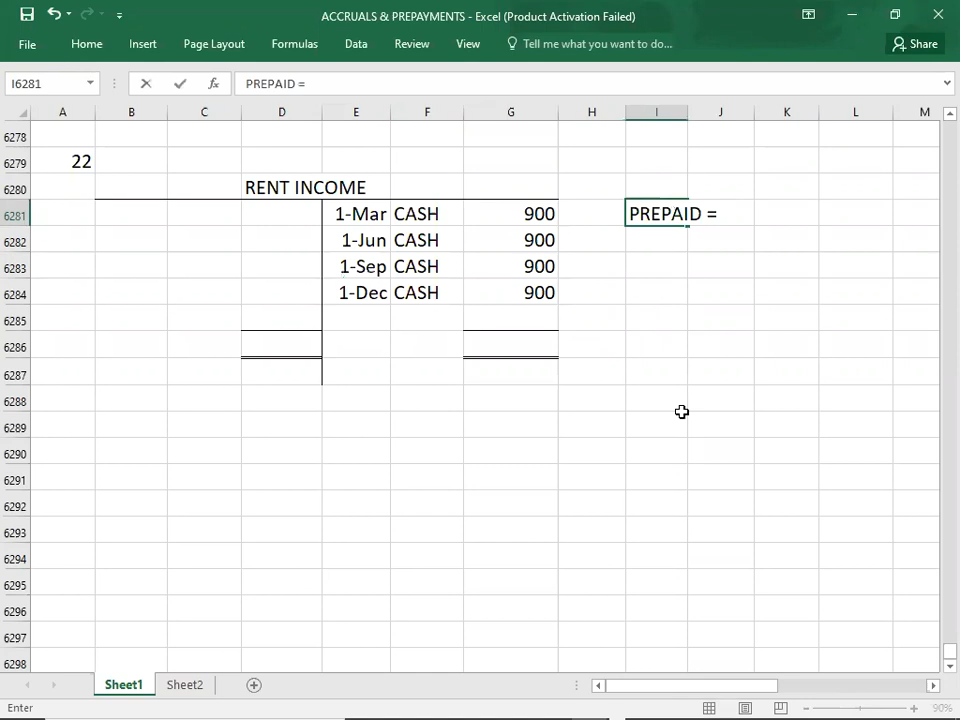 ACCRUALS & PREPAYMENTS - Excel (Product Activation Failed)
File Home Insert Page Layout Formulas Data Review View Tell me what you want to do... Share
I6281 fx PREPAID =
A B C D E F G H I J K L M
6278
6279 22
6280 RENT INCOME
6281 1-Mar CASH 900 PREPAID =
6282 1-Jun CASH 900
6283 1-Sep CASH 900
6284 1-Dec CASH 900
6285
6286
6287
6288
6289
6290
6291
6292
6293
6294
6295
6296
6297
6298
Sheet1 Sheet2
Enter 90%